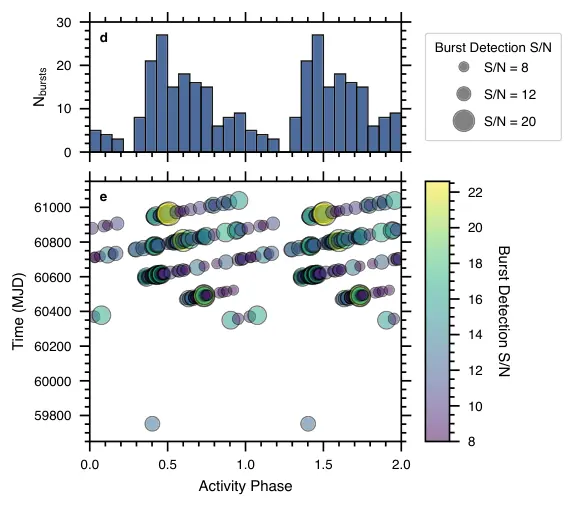 30
d
20
10
0
N_bursts
Burst Detection S/N
S/N = 8
S/N = 12
S/N = 20
e
61000
60800
60600
60400
60200
60000
59800
Time (MJD)
0.0 0.5 1.0 1.5 2.0
Activity Phase
22
20
18
16
14
12
10
8
Burst Detection S/N